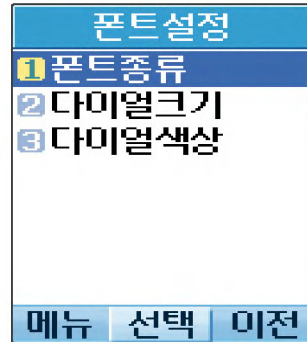 폰트설정
1 폰트종류
2 다이얼크기
3 다이얼색상
메뉴 선택 이전